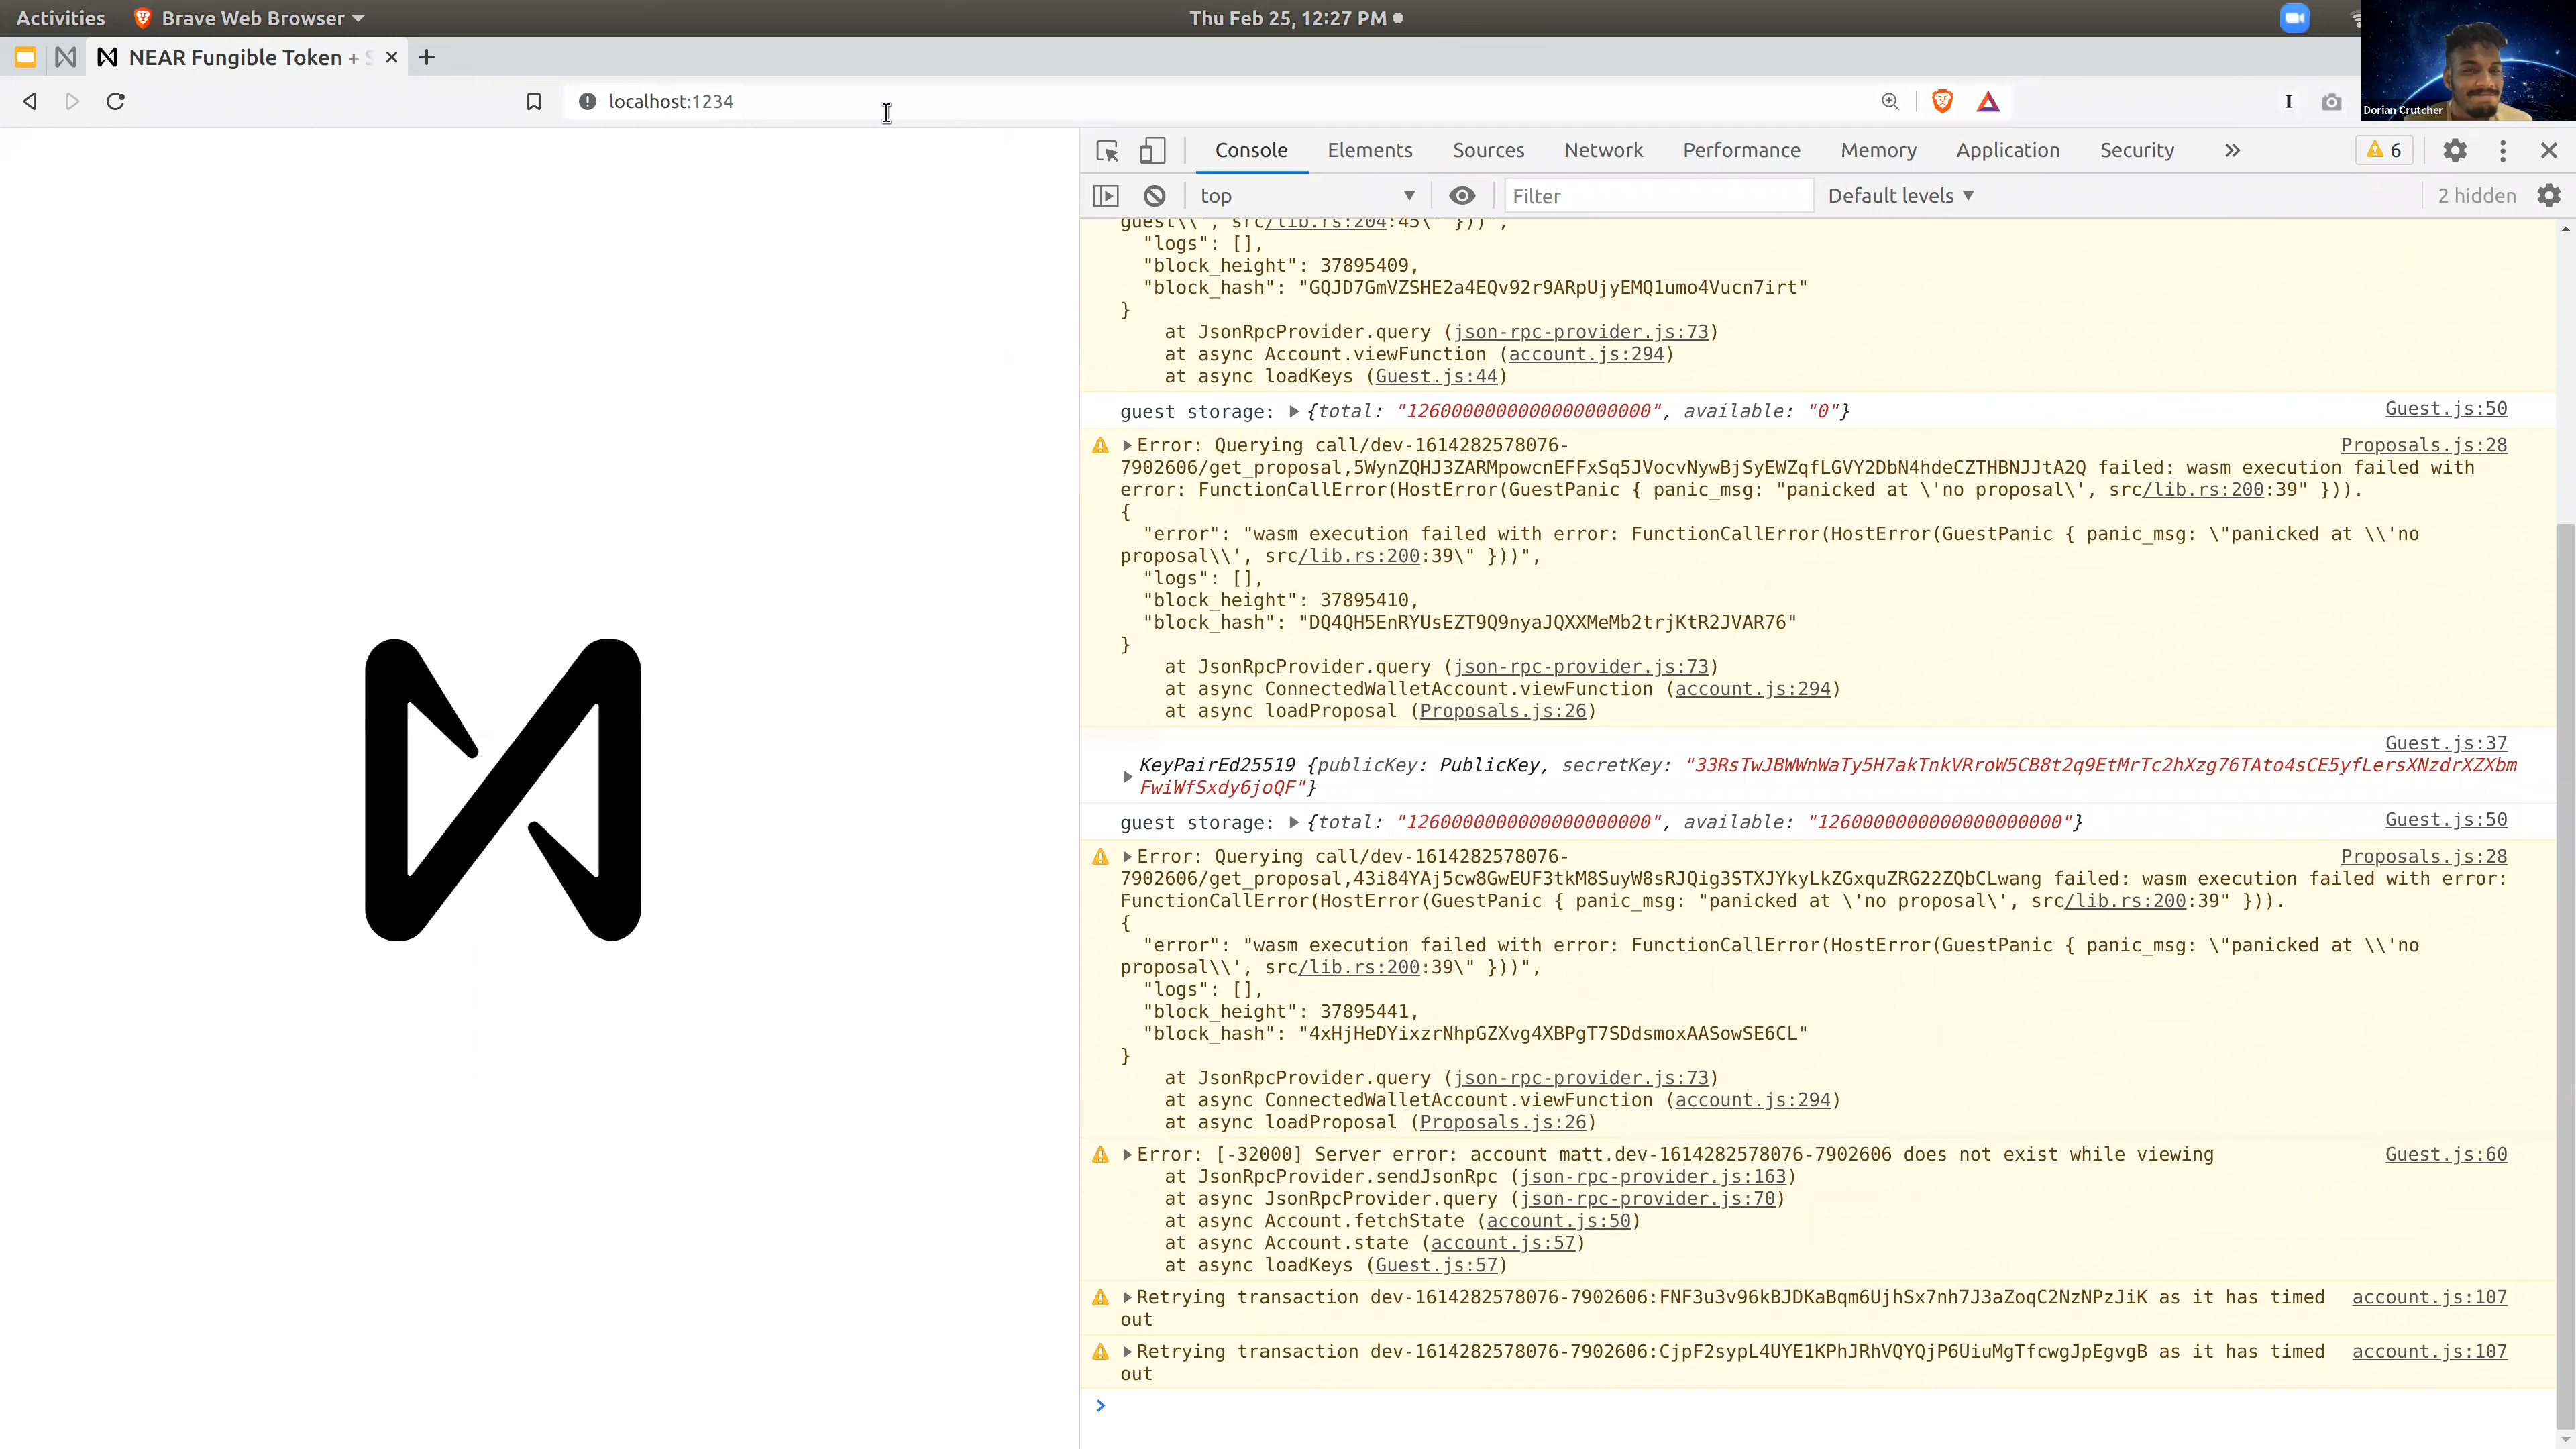 Activities Brave Web Browser Thu Feb 25, 12:27 PM
NEAR Fungible Token + S
localhost:1234
Dorian Crutcher
Console Elements Sources Network Performance Memory Application Security 6
top Filter Default levels 2 hidden
guest\\', src/lib.rs:204:45\" }))",
"logs": [],
"block_height": 37895409,
"block_hash": "GQJD7GmVZSHE2a4EQv92r9ARpUjyEMQ1umo4Vucn7irt"
}
at JsonRpcProvider.query (json-rpc-provider.js:73)
at async Account.viewFunction (account.js:294)
at async loadKeys (Guest.js:44)
guest storage: {total: "1260000000000000000000", available: "0"} Guest.js:50
Error: Querying call/dev-1614282578076- Proposals.js:28
7902606/get_proposal,5WynZQHJ3ZARMpowcnEFFxSq5JVocvNywBjSyEWZqfLGVY2DbN4hdeCZTHBNJJtA2Q failed: wasm execution failed with
error: FunctionCallError(HostError(GuestPanic { panic_msg: "panicked at \'no proposal\', src/lib.rs:200:39" })).
{
"error": "wasm execution failed with error: FunctionCallError(HostError(GuestPanic { panic_msg: \"panicked at \\'no
proposal\\', src/lib.rs:200:39\" }))",
"logs": [],
"block_height": 37895410,
"block_hash": "DQ4QH5EnRYUsEZT9Q9nyaJQXXMeMb2trjKtR2JVAR76"
}
at JsonRpcProvider.query (json-rpc-provider.js:73)
at async ConnectedWalletAccount.viewFunction (account.js:294)
at async loadProposal (Proposals.js:26)
Guest.js:37
KeyPairEd25519 {publicKey: PublicKey, secretKey: "33RsTwJBWWnWaTy5H7akTnkVRroW5CB8t2q9EtMrTc2hXzg76TAto4sCE5yfLersXNzdrXZXbm
FwiWfSxdy6joQF"}
guest storage: {total: "1260000000000000000000", available: "1260000000000000000000"} Guest.js:50
Error: Querying call/dev-1614282578076- Proposals.js:28
7902606/get_proposal,43i84YAj5cw8GwEUF3tkM8SuyW8sRJQig3STXJYkyLkZGxquZRG22ZQbCLwang failed: wasm execution failed with error:
FunctionCallError(HostError(GuestPanic { panic_msg: "panicked at \'no proposal\', src/lib.rs:200:39" })).
{
"error": "wasm execution failed with error: FunctionCallError(HostError(GuestPanic { panic_msg: \"panicked at \\'no
proposal\\', src/lib.rs:200:39\" }))",
"logs": [],
"block_height": 37895441,
"block_hash": "4xHjHeDYixzrNhpGZXvg4XBPgT7SDdsmoxAASowSE6CL"
}
at JsonRpcProvider.query (json-rpc-provider.js:73)
at async ConnectedWalletAccount.viewFunction (account.js:294)
at async loadProposal (Proposals.js:26)
Error: [-32000] Server error: account matt.dev-1614282578076-7902606 does not exist while viewing Guest.js:60
at JsonRpcProvider.sendJsonRpc (json-rpc-provider.js:163)
at async JsonRpcProvider.query (json-rpc-provider.js:70)
at async Account.fetchState (account.js:50)
at async Account.state (account.js:57)
at async loadKeys (Guest.js:57)
Retrying transaction dev-1614282578076-7902606:FNF3u3v96kBJDKaBqm6UjhSx7nh7J3aZoqC2NzNPzJiK as it has timed account.js:107
out
Retrying transaction dev-1614282578076-7902606:CjpF2sypL4UYE1KPhJRhVQYQjP6UiuMgTfcwgJpEgvgB as it has timed account.js:107
out